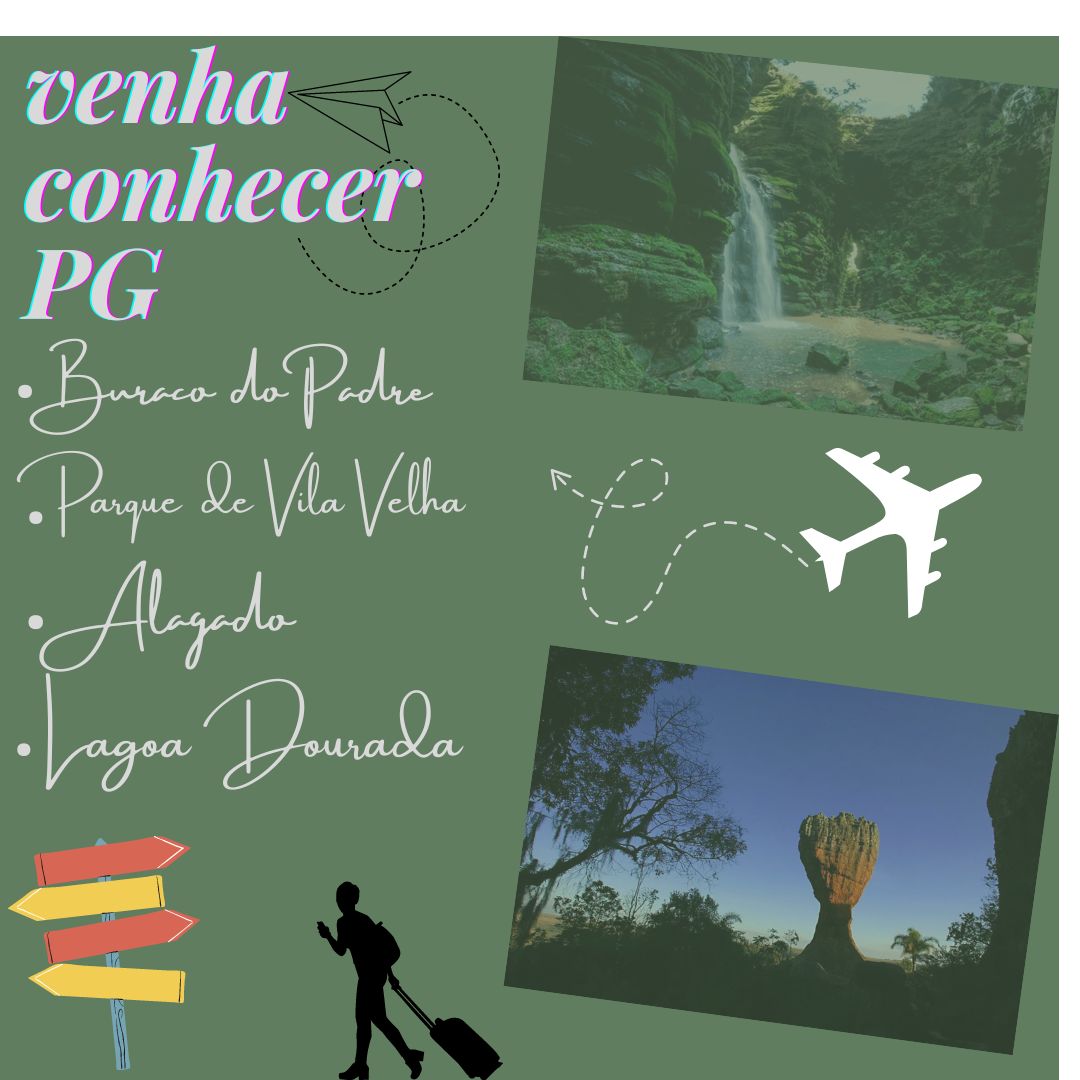 venha
conhecer
PG
• Buraco do Padre
• Parque de Vila Velha
• Alagado
• Lagoa Dourada